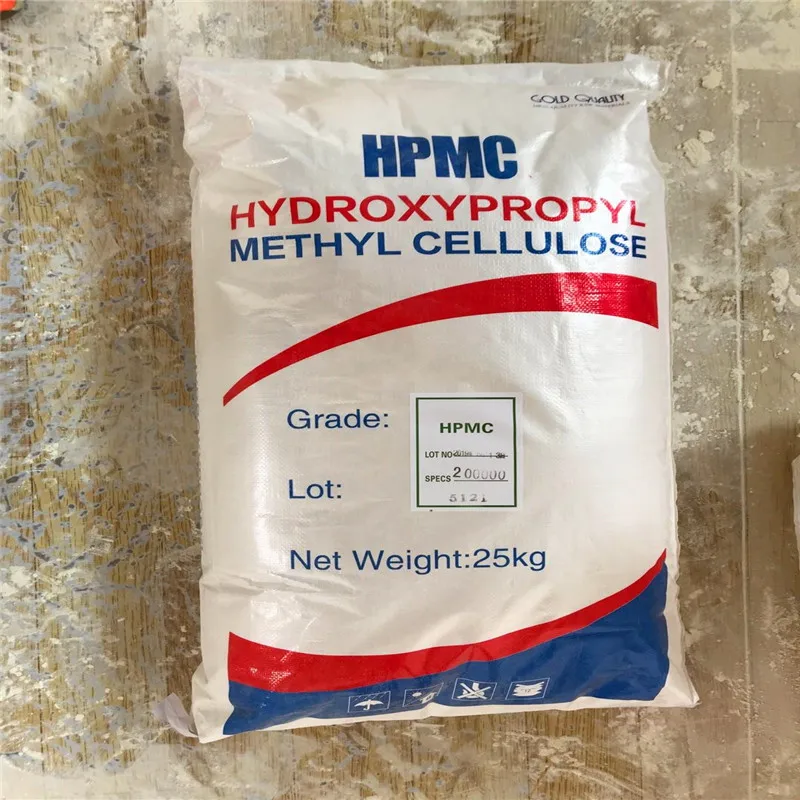 GOLD QUALITY
HPMC
HYDROXYPROPYL
METHYL CELLULOSE
Grade:
HPMC
LOT NO
SPECS 200000
5121
Lot:
Net Weight:25kg